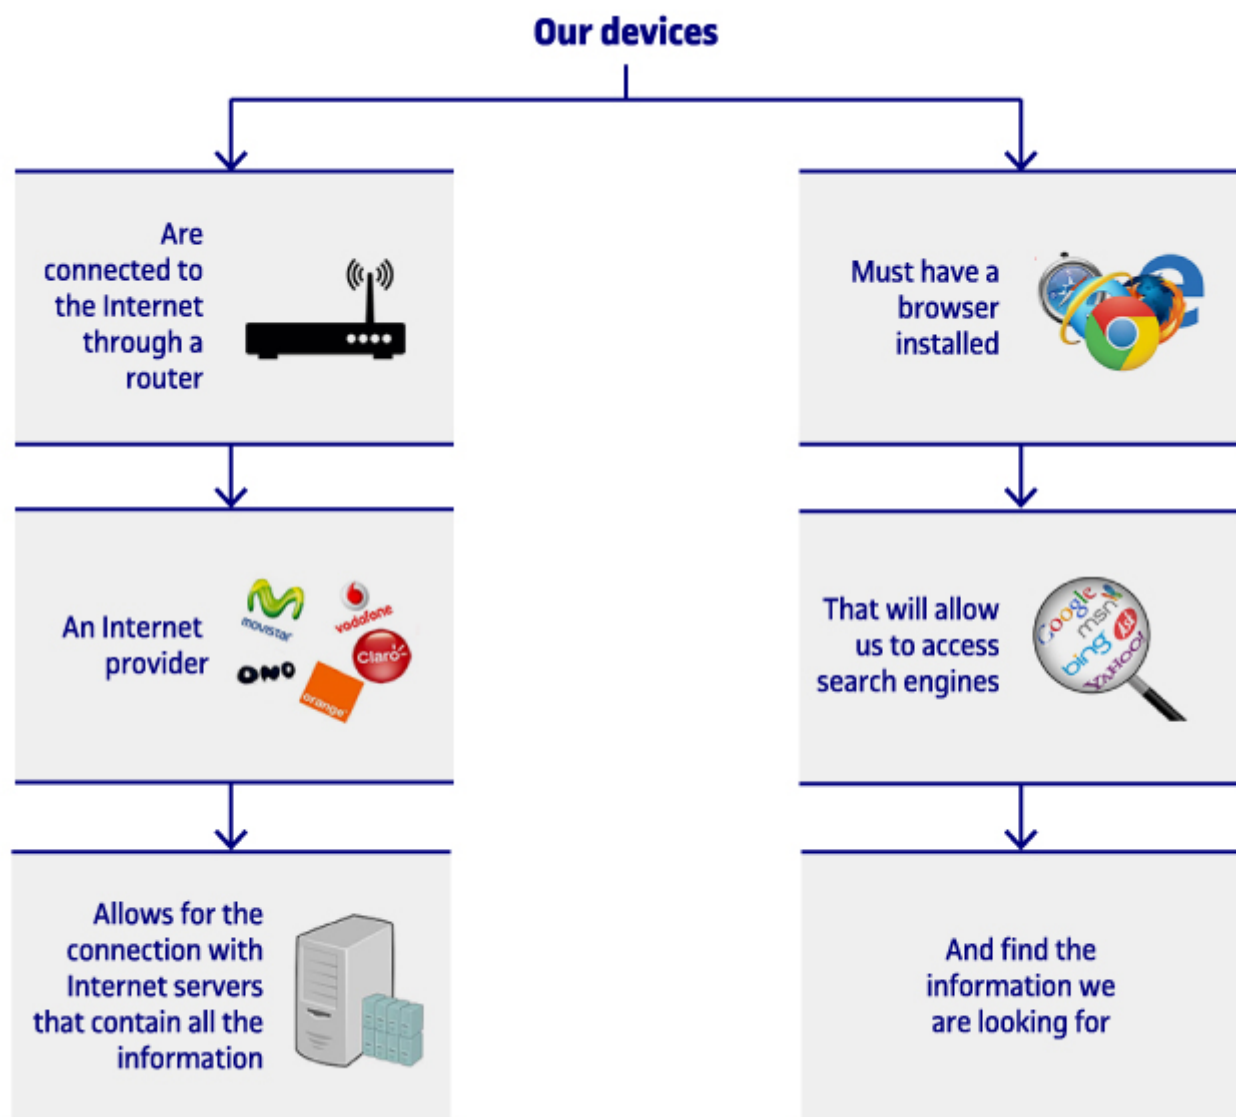 Our devices
Are
connected to
the Internet
through a
router
An Internet
provider
movistar
vodafone
Claro
ONO
orange
Allows for the
connection with
Internet servers
that contain all the
information
Must have a
browser
installed
That will allow
us to access
search engines
Google
msn
Ask
bing
YAHOO!
And find the
information we
are looking for